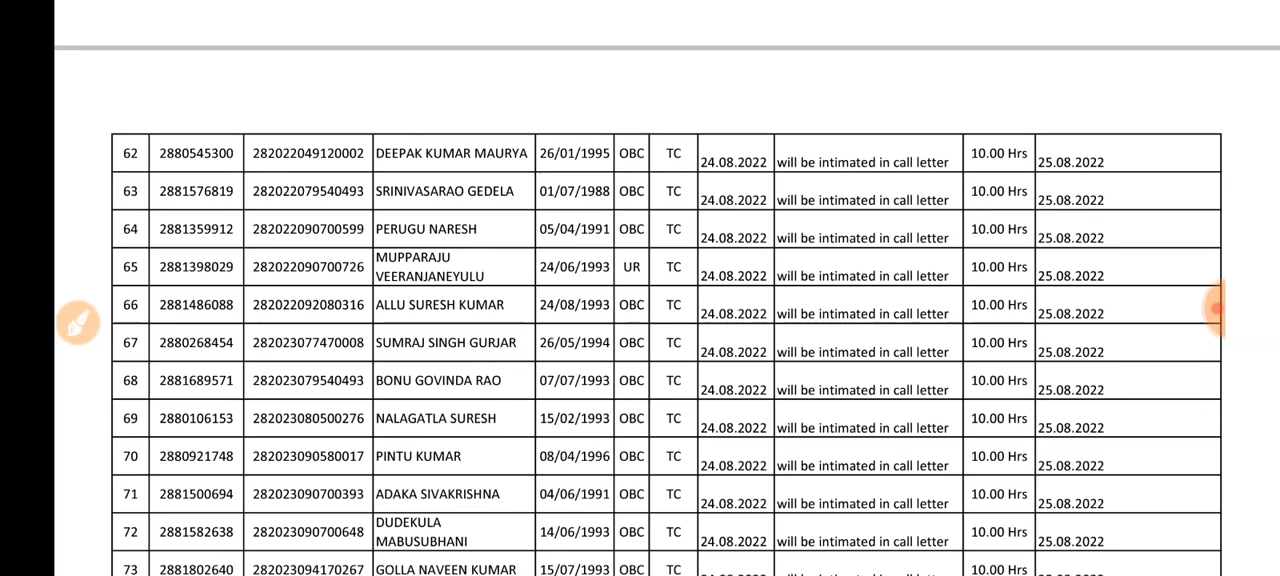 62 2880545300 282022049120002 DEEPAK KUMAR MAURYA 26/01/1995 OBC TC 24.08.2022 will be intimated in call letter 10.00 Hrs 25.08.2022
63 2881576819 282022079540493 SRINIVASARAO GEDELA 01/07/1988 OBC TC 24.08.2022 will be intimated in call letter 10.00 Hrs 25.08.2022
64 2881359912 282022090700599 PERUGU NARESH 05/04/1991 OBC TC 24.08.2022 will be intimated in call letter 10.00 Hrs 25.08.2022
65 2881398029 282022090700726 MUPPARAJU VEERANJANEYULU 24/06/1993 UR TC 24.08.2022 will be intimated in call letter 10.00 Hrs 25.08.2022
66 2881486088 282022092080316 ALLU SURESH KUMAR 24/08/1993 OBC TC 24.08.2022 will be intimated in call letter 10.00 Hrs 25.08.2022
67 2880268454 282023077470008 SUMRAJ SINGH GURJAR 26/05/1994 OBC TC 24.08.2022 will be intimated in call letter 10.00 Hrs 25.08.2022
68 2881689571 282023079540493 BONU GOVINDA RAO 07/07/1993 OBC TC 24.08.2022 will be intimated in call letter 10.00 Hrs 25.08.2022
69 2880106153 282023080500276 NALAGATLA SURESH 15/02/1993 OBC TC 24.08.2022 will be intimated in call letter 10.00 Hrs 25.08.2022
70 2880921748 282023090580017 PINTU KUMAR 08/04/1996 OBC TC 24.08.2022 will be intimated in call letter 10.00 Hrs 25.08.2022
71 2881500694 282023090700393 ADAKA SIVAKRISHNA 04/06/1991 OBC TC 24.08.2022 will be intimated in call letter 10.00 Hrs 25.08.2022
72 2881582638 282023090700648 DUDEKULA MABUSUBHANI 14/06/1993 OBC TC 24.08.2022 will be intimated in call letter 10.00 Hrs 25.08.2022
73 2881802640 282023094170267 GOLLA NAVEEN KUMAR 15/07/1993 OBC TC 10.00 Hrs